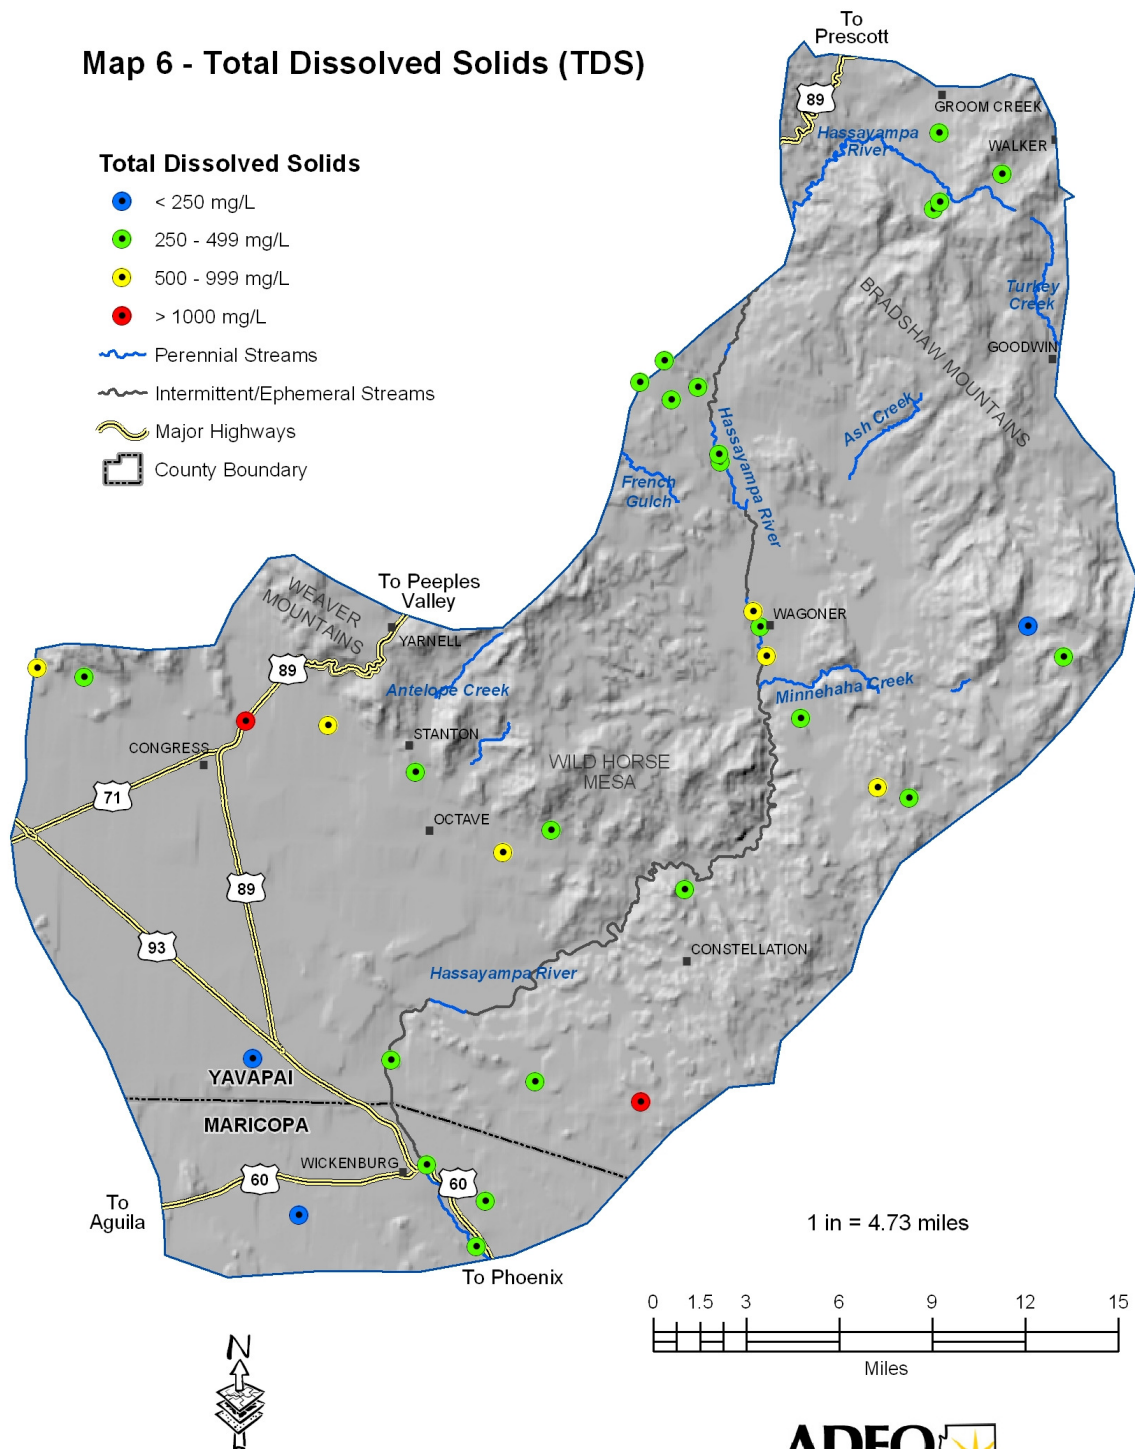 To
Prescott
Map 6 - Total Dissolved Solids (TDS)
89
GROOM CREEK
Hassayampa
River
WALKER
Total Dissolved Solids
< 250 mg/L
250 - 499 mg/L
500 - 999 mg/L
> 1000 mg/L
Perennial Streams
Intermittent/Ephemeral Streams
Major Highways
County Boundary
Turkey
Creek
BRADSHAW MOUNTAINS
GOODWIN
Ash Creek
Hassayampa River
French
Gulch
To Peeples
Valley
WEAVER
MOUNTAINS
YARNELL
WAGONER
89
Antelope Creek
Minnehaha Creek
STANTON
CONGRESS
WILD HORSE
MESA
71
OCTAVE
89
93
CONSTELLATION
Hassayampa River
YAVAPAI
MARICOPA
WICKENBURG
60
60
To
Aguila
To Phoenix
1 in = 4.73 miles
0 1.5 3 6 9 12 15
Miles
N
ADEQ